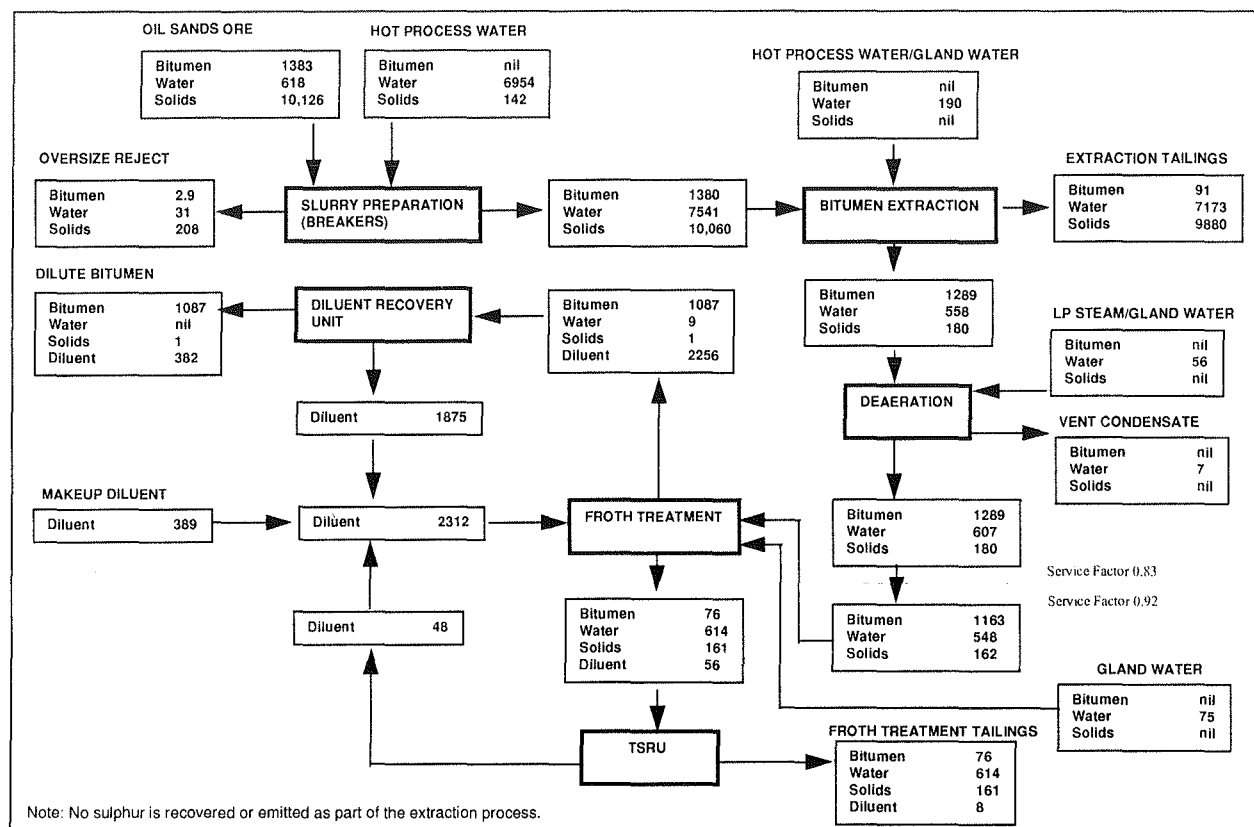 OIL SANDS ORE
Bitumen 1383
Water 618
Solids 10,126
HOT PROCESS WATER
Bitumen nil
Water 6954
Solids 142
HOT PROCESS WATER/GLAND WATER
Bitumen nil
Water 190
Solids nil
OVERSIZE REJECT
Bitumen 2.9
Water 31
Solids 208
SLURRY PREPARATION
(BREAKERS)
Bitumen 1380
Water 7541
Solids 10,060
BITUMEN EXTRACTION
EXTRACTION TAILINGS
Bitumen 91
Water 7173
Solids 9880
DILUTE BITUMEN
Bitumen 1087
Water nil
Solids 1
Diluent 382
DILUENT RECOVERY
UNIT
Bitumen 1087
Water 9
Solids 1
Diluent 2256
Bitumen 1289
Water 558
Solids 180
LP STEAM/GLAND WATER
Bitumen nil
Water 56
Solids nil
DEAERATION
VENT CONDENSATE
Bitumen nil
Water 7
Solids nil
Diluent 1875
MAKEUP DILUENT
Diluent 389
Diluent 2312
FROTH TREATMENT
Bitumen 1289
Water 607
Solids 180
Service Factor 0.83
Service Factor 0.92
Diluent 48
Bitumen 76
Water 614
Solids 161
Diluent 56
Bitumen 1163
Water 548
Solids 162
GLAND WATER
Bitumen nil
Water 75
Solids nil
TSRU
FROTH TREATMENT TAILINGS
Bitumen 76
Water 614
Solids 161
Diluent 8
Note: No sulphur is recovered or emitted as part of the extraction process.